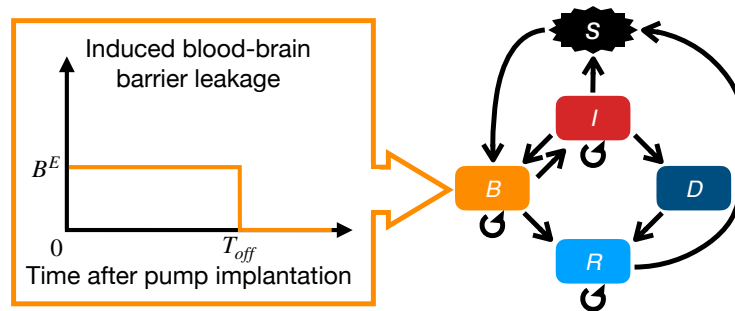 Induced blood-brain
barrier leakage
B^E
0
T_off
Time after pump implantation
S
I
B
D
R